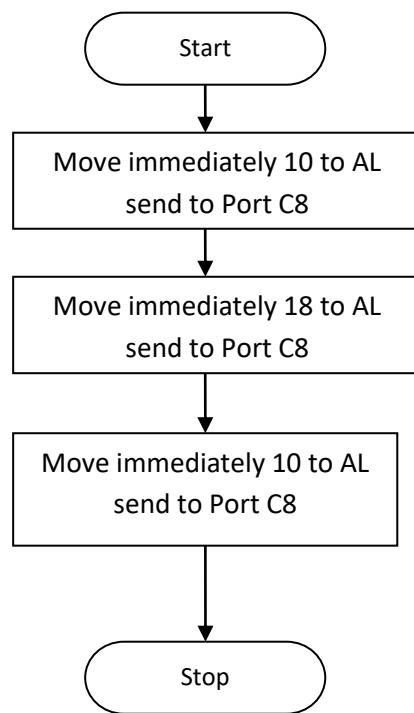 Start
Move immediately 10 to AL
send to Port C8
Move immediately 18 to AL
send to Port C8
Move immediately 10 to AL
send to Port C8
Stop